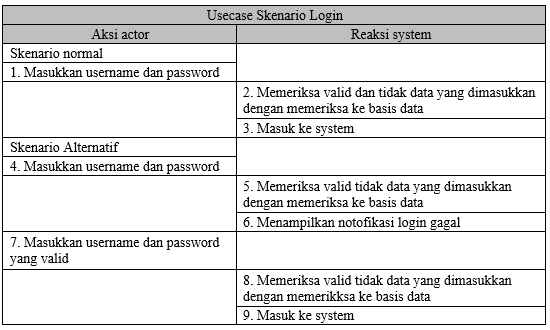 Usecase Skenario Login
Aksi actor
Reaksi system
Skenario normal
1. Masukkan username dan password
2. Memeriksa valid dan tidak data yang dimasukkan
dengan memeriksa ke basis data
3. Masuk ke system
Skenario Alternatif
4. Masukkan username dan password
5. Memeriksa valid tidak data yang dimasukkan
dengan memeriksa ke basis data
6. Menampilkan notofikasi login gagal
7. Masukkan username dan password
yang valid
8. Memeriksa valid tidak data yang dimasukkan
dengan memerikksa ke basis data
9. Masuk ke system